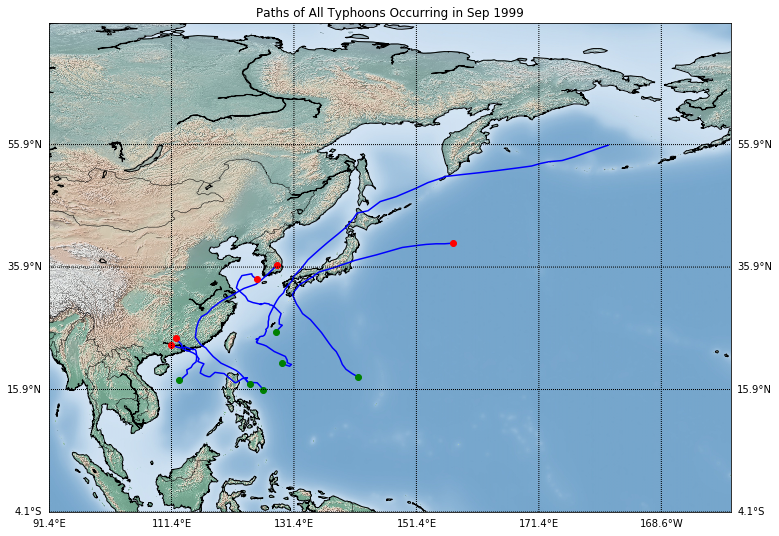 Paths of All Typhoons Occurring in Sep 1999
55.9°N 55.9°N
35.9°N 35.9°N
15.9°N 15.9°N
4.1°S 4.1°S
91.4°E 111.4°E 131.4°E 151.4°E 171.4°E 168.6°W